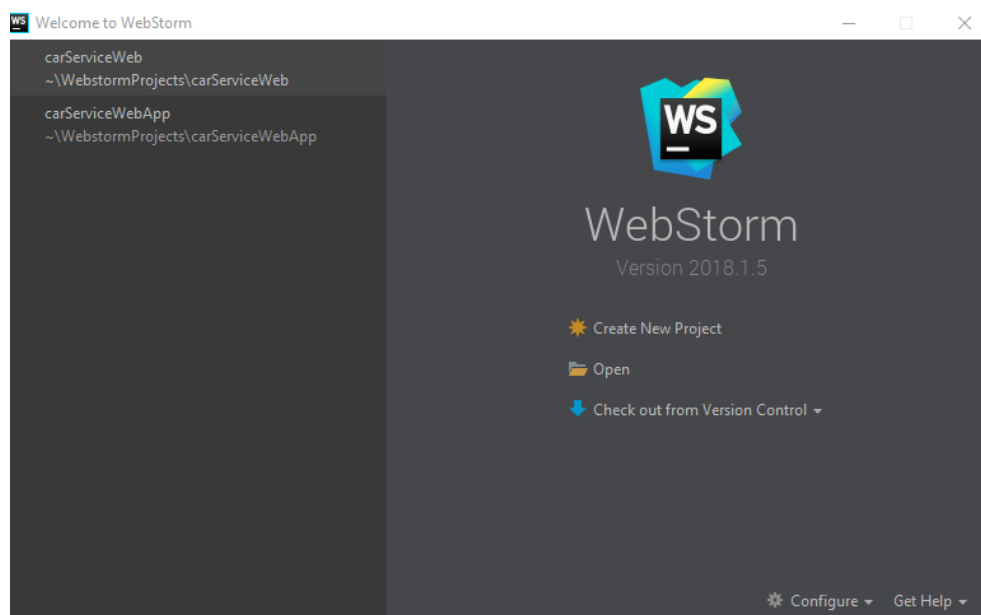 WS Welcome to WebStorm
carServiceWeb
~\WebstormProjects\carServiceWeb
carServiceWebApp
~\WebstormProjects\carServiceWebApp
WS
WebStorm
Version 2018.1.5
Create New Project
Open
Check out from Version Control
Configure
Get Help